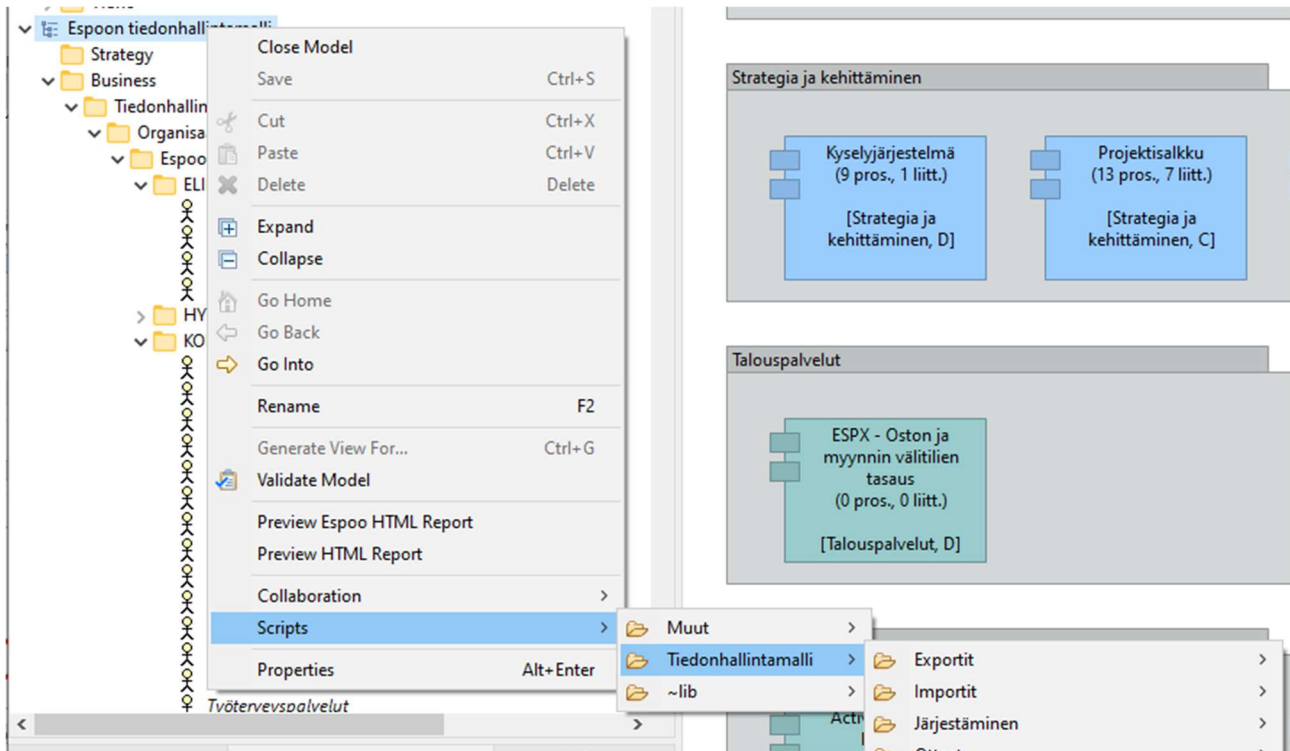 Espoon tiedonhallintamalli
Strategy
Business
Tiedonhallin
Organisa
Espoo
ELI
HY
KO
Työterveyspalvelut
Close Model
Save Ctrl+S
Cut Ctrl+X
Paste Ctrl+V
Delete Delete
Expand
Collapse
Go Home
Go Back
Go Into
Rename F2
Generate View For... Ctrl+G
Validate Model
Preview Espoo HTML Report
Preview HTML Report
Collaboration
Scripts
Properties Alt+Enter
Muut
Tiedonhallintamalli
~lib
Exportit
Importit
Järjestäminen
Strategia ja kehittäminen
Kyselyjärjestelmä
(9 pros., 1 liitt.)
[Strategia ja
kehittäminen, D]
Projektisalkku
(13 pros., 7 liitt.)
[Strategia ja
kehittäminen, C]
Talouspalvelut
ESPX - Oston ja
myynnin välitilien
tasaus
(0 pros., 0 liitt.)
[Talouspalvelut, D]